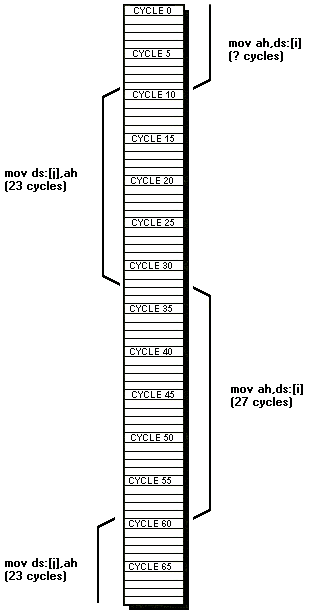 CYCLE 0
mov ah,ds:[i]
(? cycles)
CYCLE 5
CYCLE 10
CYCLE 15
mov ds:[j],ah
(23 cycles)
CYCLE 20
CYCLE 25
CYCLE 30
CYCLE 35
CYCLE 40
mov ah,ds:[i]
(27 cycles)
CYCLE 45
CYCLE 50
CYCLE 55
CYCLE 60
mov ds:[j],ah
(23 cycles)
CYCLE 65